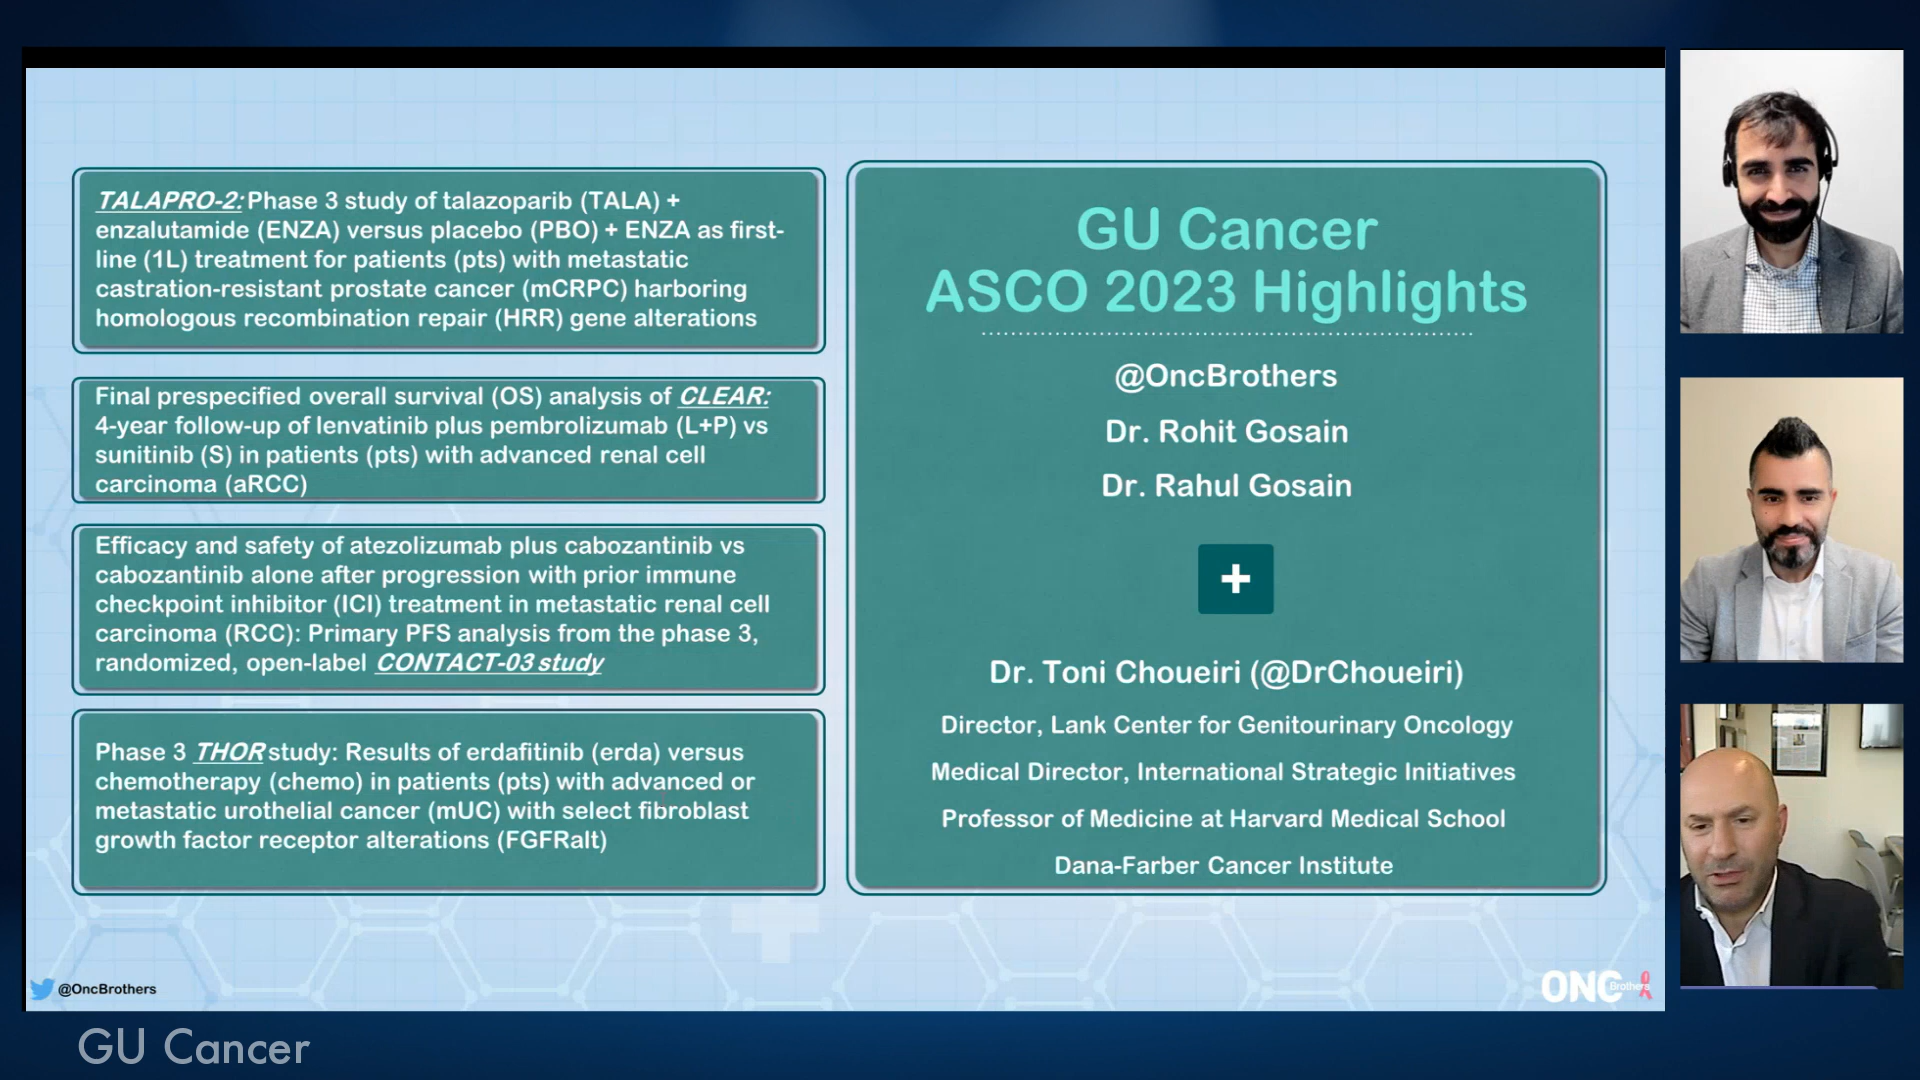 TALAPRO-2: Phase 3 study of talazoparib (TALA) +
enzalutamide (ENZA) versus placebo (PBO) + ENZA as first-
line (1L) treatment for patients (pts) with metastatic
castration-resistant prostate cancer (mCRPC) harboring
homologous recombination repair (HRR) gene alterations
Final prespecified overall survival (OS) analysis of CLEAR:
4-year follow-up of lenvatinib plus pembrolizumab (L+P) vs
sunitinib (S) in patients (pts) with advanced renal cell
carcinoma (aRCC)
Efficacy and safety of atezolizumab plus cabozantinib vs
cabozantinib alone after progression with prior immune
checkpoint inhibitor (ICI) treatment in metastatic renal cell
carcinoma (RCC): Primary PFS analysis from the phase 3,
randomized, open-label CONTACT-03 study
Phase 3 THOR study: Results of erdafitinib (erda) versus
chemotherapy (chemo) in patients (pts) with advanced or
metastatic urothelial cancer (mUC) with select fibroblast
growth factor receptor alterations (FGFRalt)
GU Cancer
ASCO 2023 Highlights
@OncBrothers
Dr. Rohit Gosain
Dr. Rahul Gosain
+
Dr. Toni Choueiri (@DrChoueiri)
Director, Lank Center for Genitourinary Oncology
Medical Director, International Strategic Initiatives
Professor of Medicine at Harvard Medical School
Dana-Farber Cancer Institute
@OncBrothers
ONC Brothers
GU Cancer